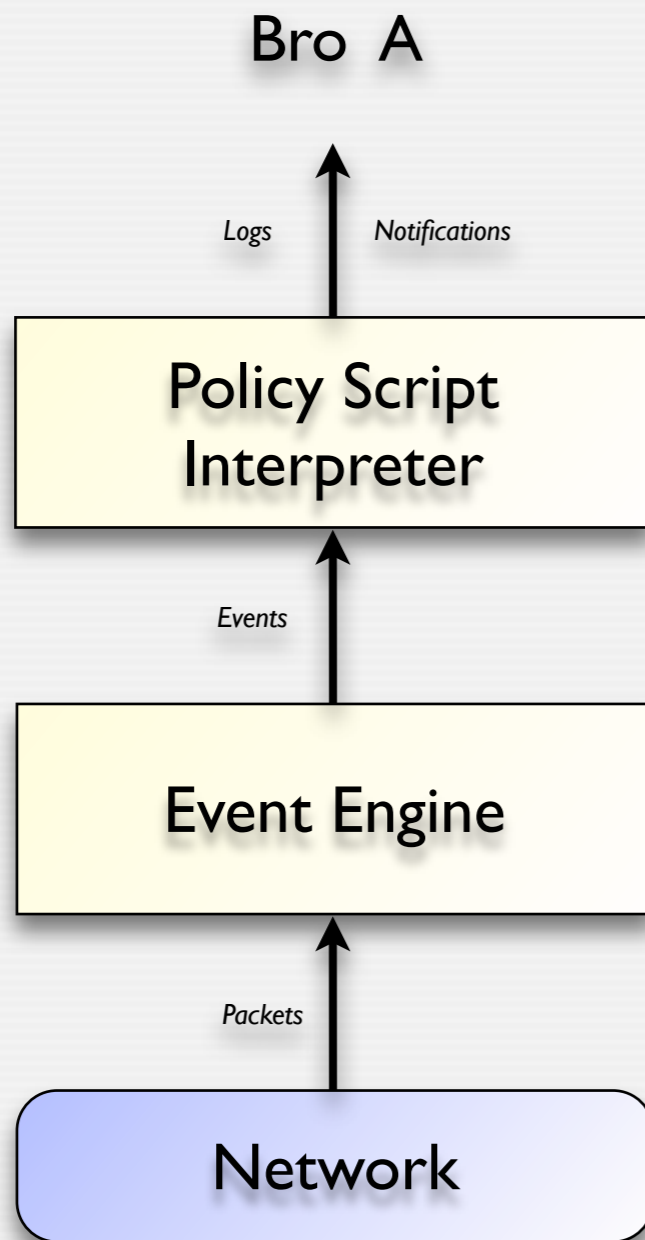 Bro A
Logs Notifications
Policy Script
Interpreter
Events
Event Engine
Packets
Network